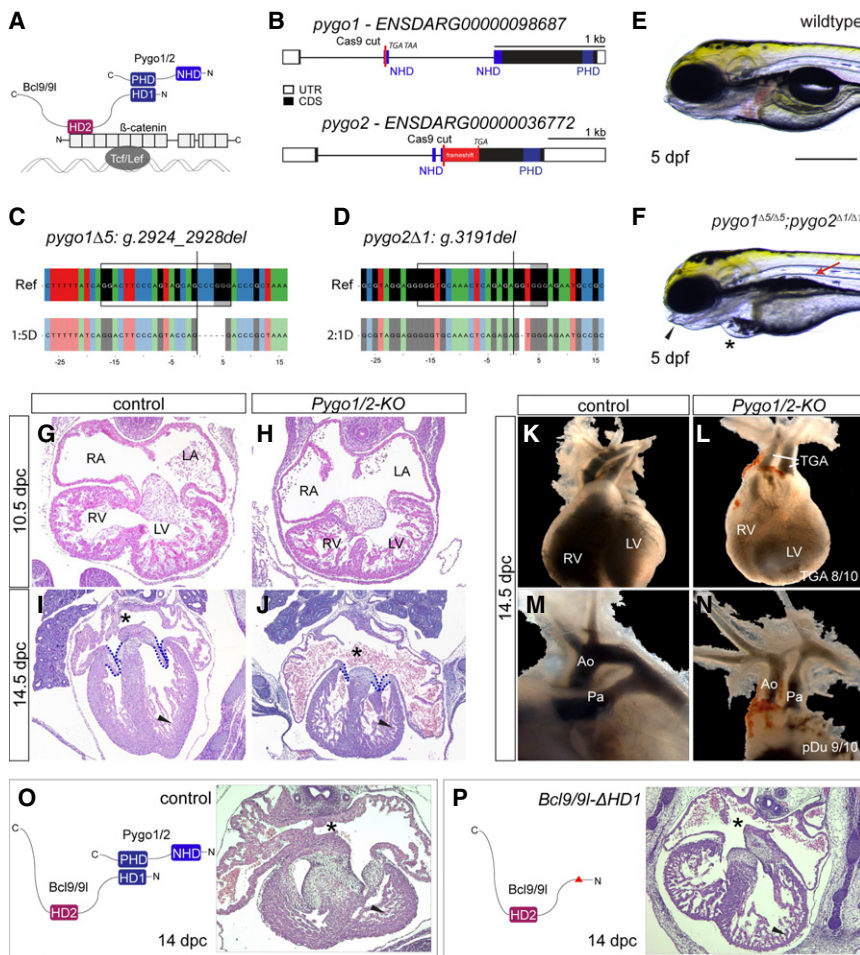 A
Pygo1/2
C
PHD
NHD
N
Bcl9/9l
C
HD1
N
HD2
ß-catenin
N
C
Tcf/Lef
B
pygo1 - ENSDARG00000098687
Cas9 cut
TGA TAA
1 kb
NHD
NHD
PHD
UTR
CDS
pygo2 - ENSDARG00000036772
Cas9 cut
TGA
1 kb
frameshift
NHD
PHD
E
wildtype
5 dpf
F
pygo1Δ5/Δ5;pygo2Δ1/Δ1
5 dpf
*
C
pygo1Δ5: g.2924_2928del
Ref
1:5D
-25
-15
-5
5
15
D
pygo2Δ1: g.3191del
Ref
2:1D
-25
-15
-5
5
15
control
Pygo1/2-KO
10.5 dpc
G
RA
LA
RV
LV
H
RA
LA
RV
LV
14.5 dpc
I
*
J
*
control
Pygo1/2-KO
14.5 dpc
K
RV
LV
L
TGA
RV
LV
TGA 8/10
M
Ao
Pa
N
Ao
Pa
pDu 9/10
O
control
C
Pygo1/2
C
PHD
NHD
N
Bcl9/9l
HD1
N
HD2
14 dpc
*
P
Bcl9/9l-ΔHD1
C
Bcl9/9l
N
HD2
14 dpc
*